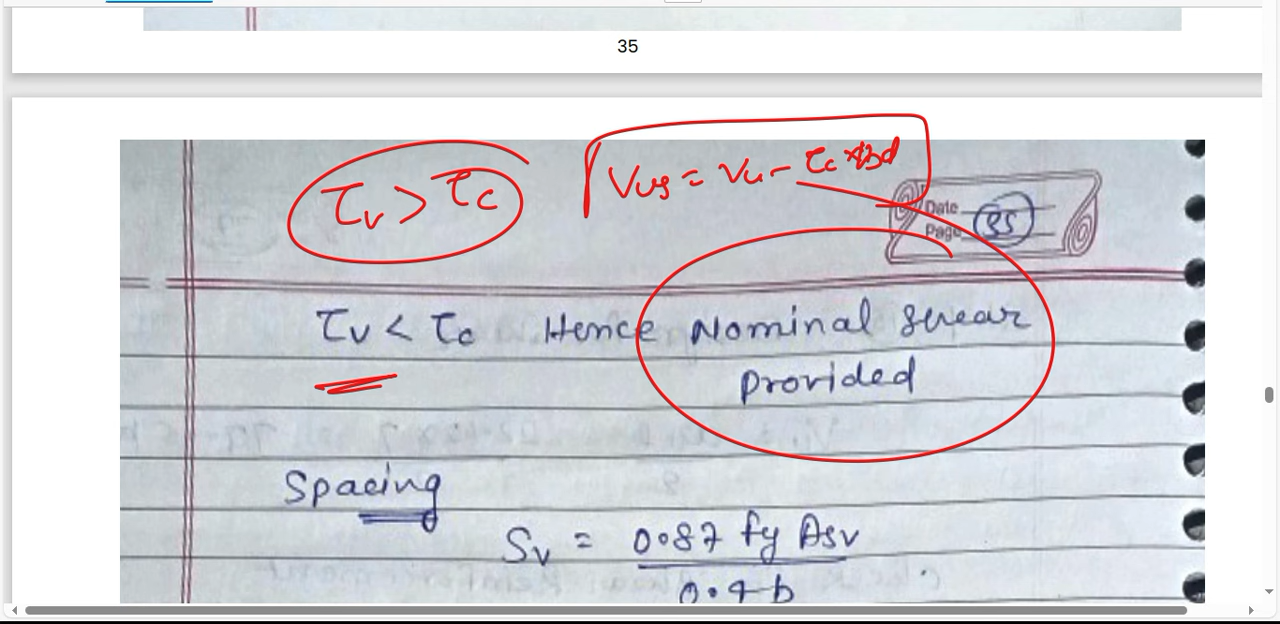 35
τv > τc
Vus = Vu - τc × bd
Date
Page 35
τv < τc Hence Nominal shear
provided
Spacing
Sv = 0.87 fy Asv
0.4 b